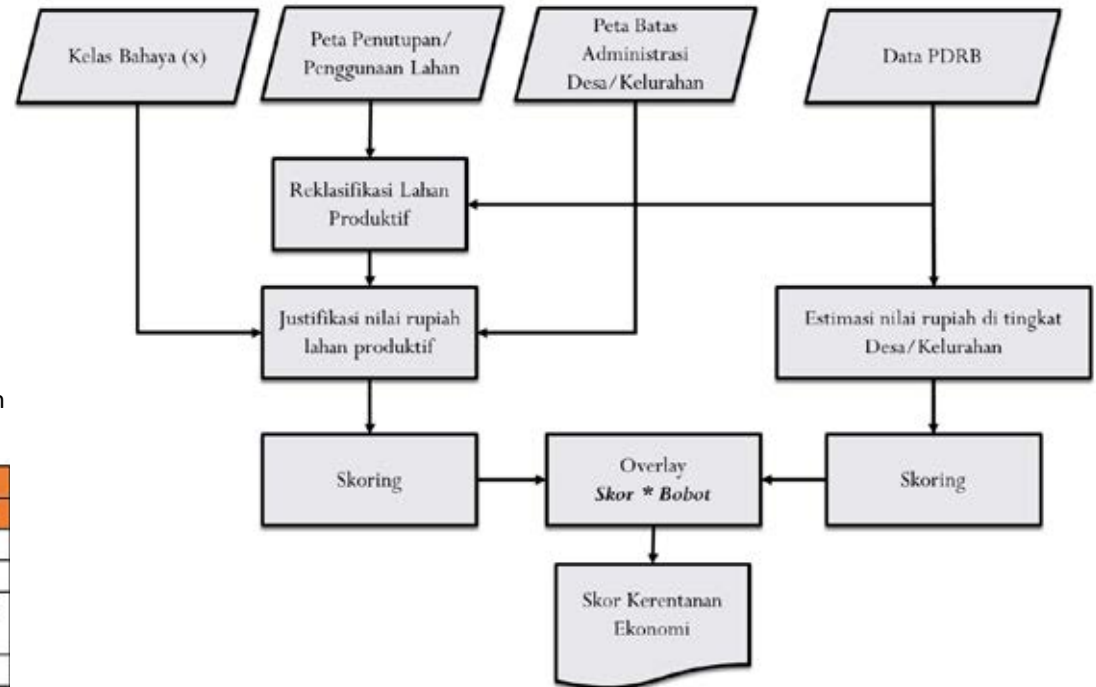 Kelas Bahaya (x)
Peta Penutupan/
Penggunaan Lahan
Peta Batas
Administrasi
Desa/Kelurahan
Data PDRB
Reklasifikasi Lahan
Produktif
Justifikasi nilai rupiah
lahan produktif
Estimasi nilai rupiah di tingkat
Desa/Kelurahan
Skoring
Overlay
Skor * Bobot
Skoring
Skor Kerentanan
Ekonomi